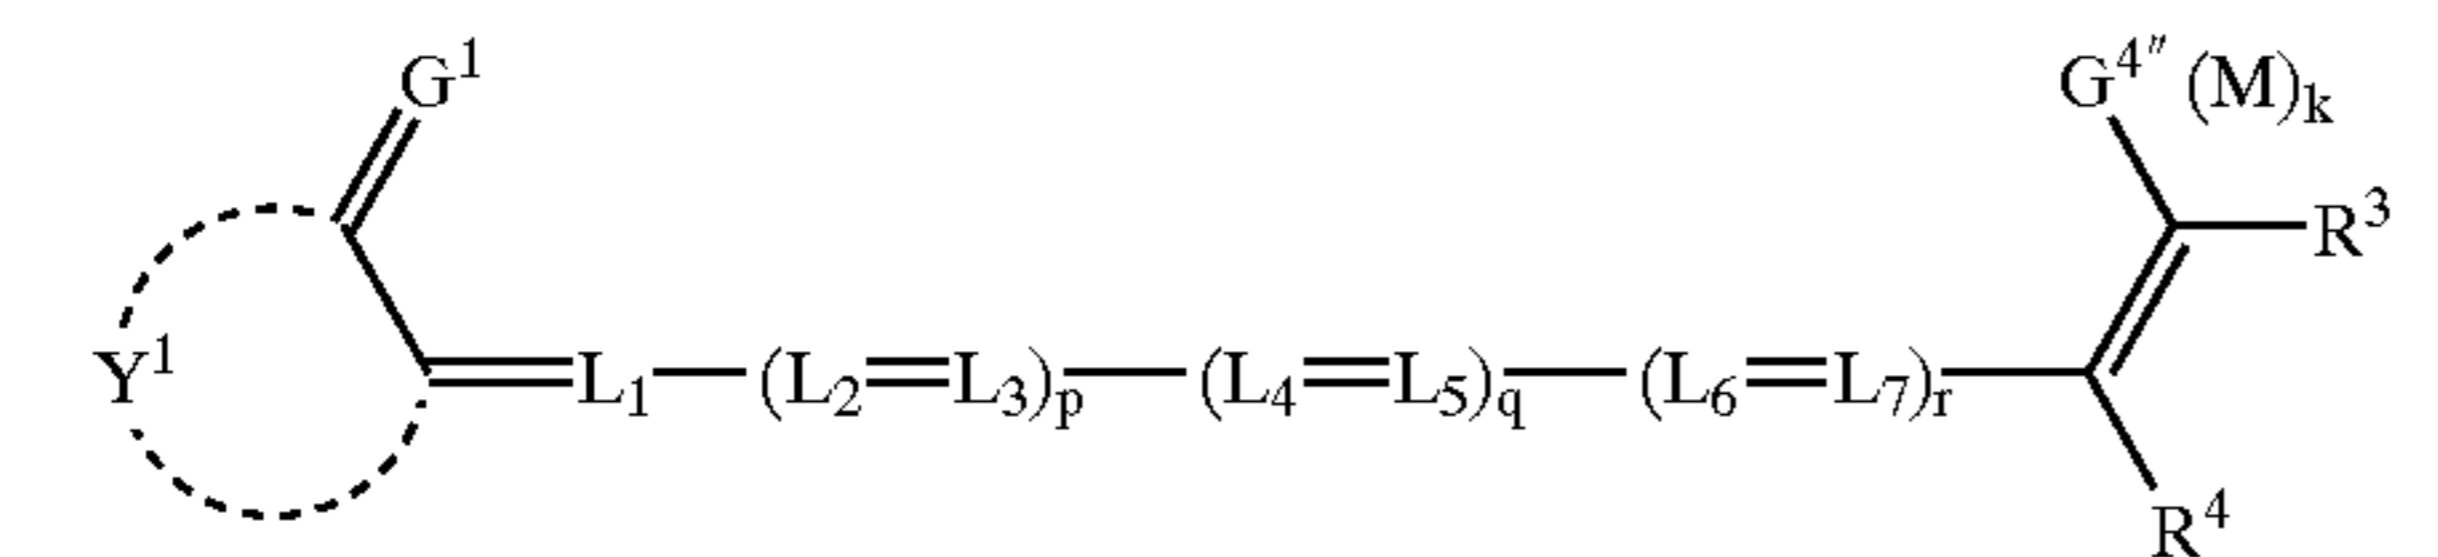 G¹ G⁴″ (M)ₖ
R³
Y¹ =L₁—(L₂=L₃)ₚ—(L₄=L₅)q—(L₆=L₇)ᵣ
R⁴